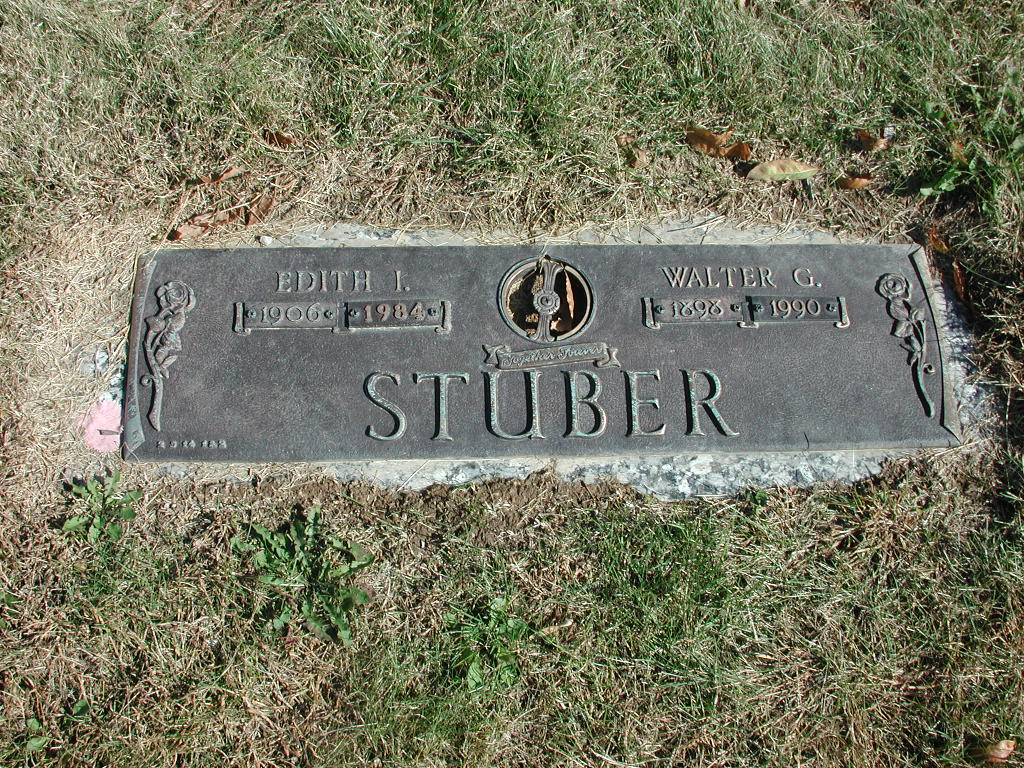 EDITH I.
1906 1984
WALTER G.
1898 1990
Together Forever
STUBER